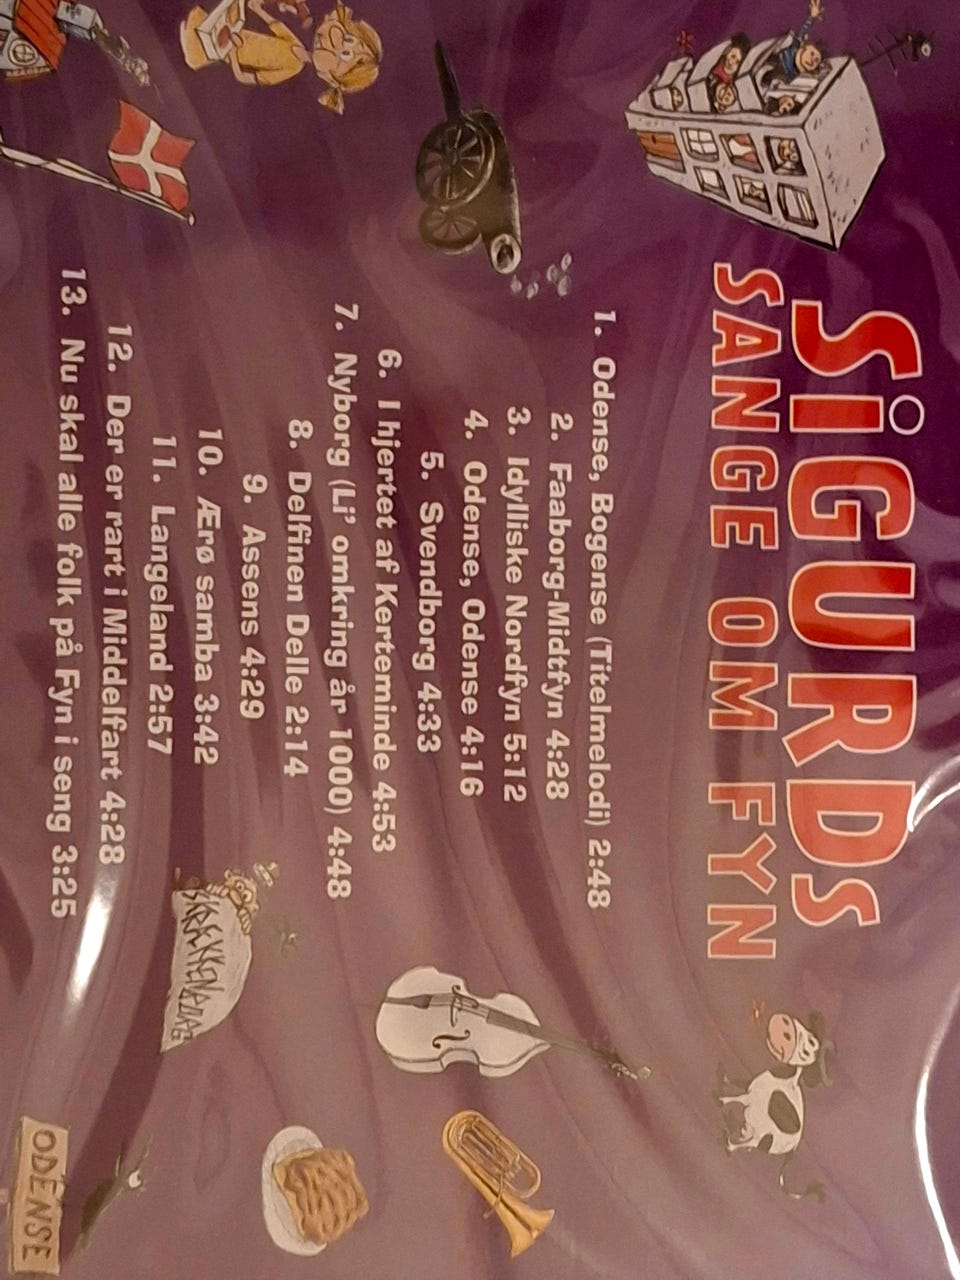 SiGURDS
SANGE OM FYN
1. Odense, Bogense (Titelmelodi) 2:48
2. Faaborg-Midtfyn 4:28
3. Idylliske Nordfyn 5:12
4. Odense, Odense 4:16
5. Svendborg 4:33
6. I hjertet af Kerteminde 4:53
7. Nyborg (Li' omkring år 1000) 4:48
8. Delfinen Delle 2:14
9. Assens 4:29
10. Ærø samba 3:42
11. Langeland 2:57
12. Der er rart i Middelfart 4:28
13. Nu skal alle folk på Fyn i seng 3:25
ODENSE